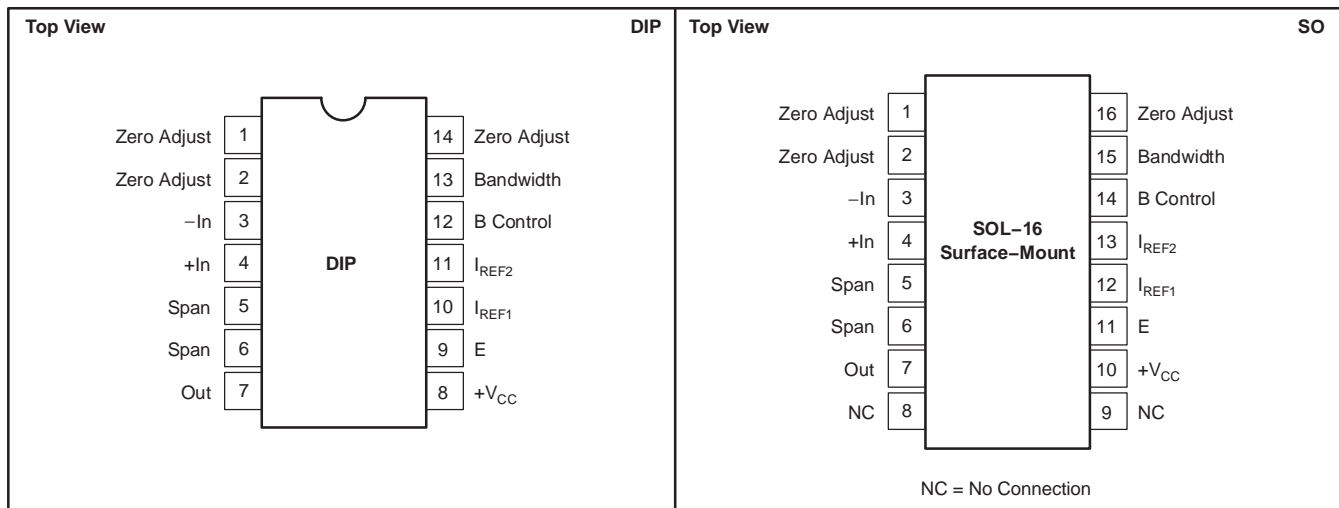 Top View DIP
Zero Adjust 1 14 Zero Adjust
Zero Adjust 2 13 Bandwidth
−In 3 12 B Control
+In 4 DIP 11 IREF2
Span 5 10 IREF1
Span 6 9 E
Out 7 8 +VCC
Top View SO
Zero Adjust 1 16 Zero Adjust
Zero Adjust 2 15 Bandwidth
−In 3 14 B Control
SOL−16
Surface−Mount
+In 4 13 IREF2
Span 5 12 IREF1
Span 6 11 E
Out 7 10 +VCC
NC 8 9 NC
NC = No Connection